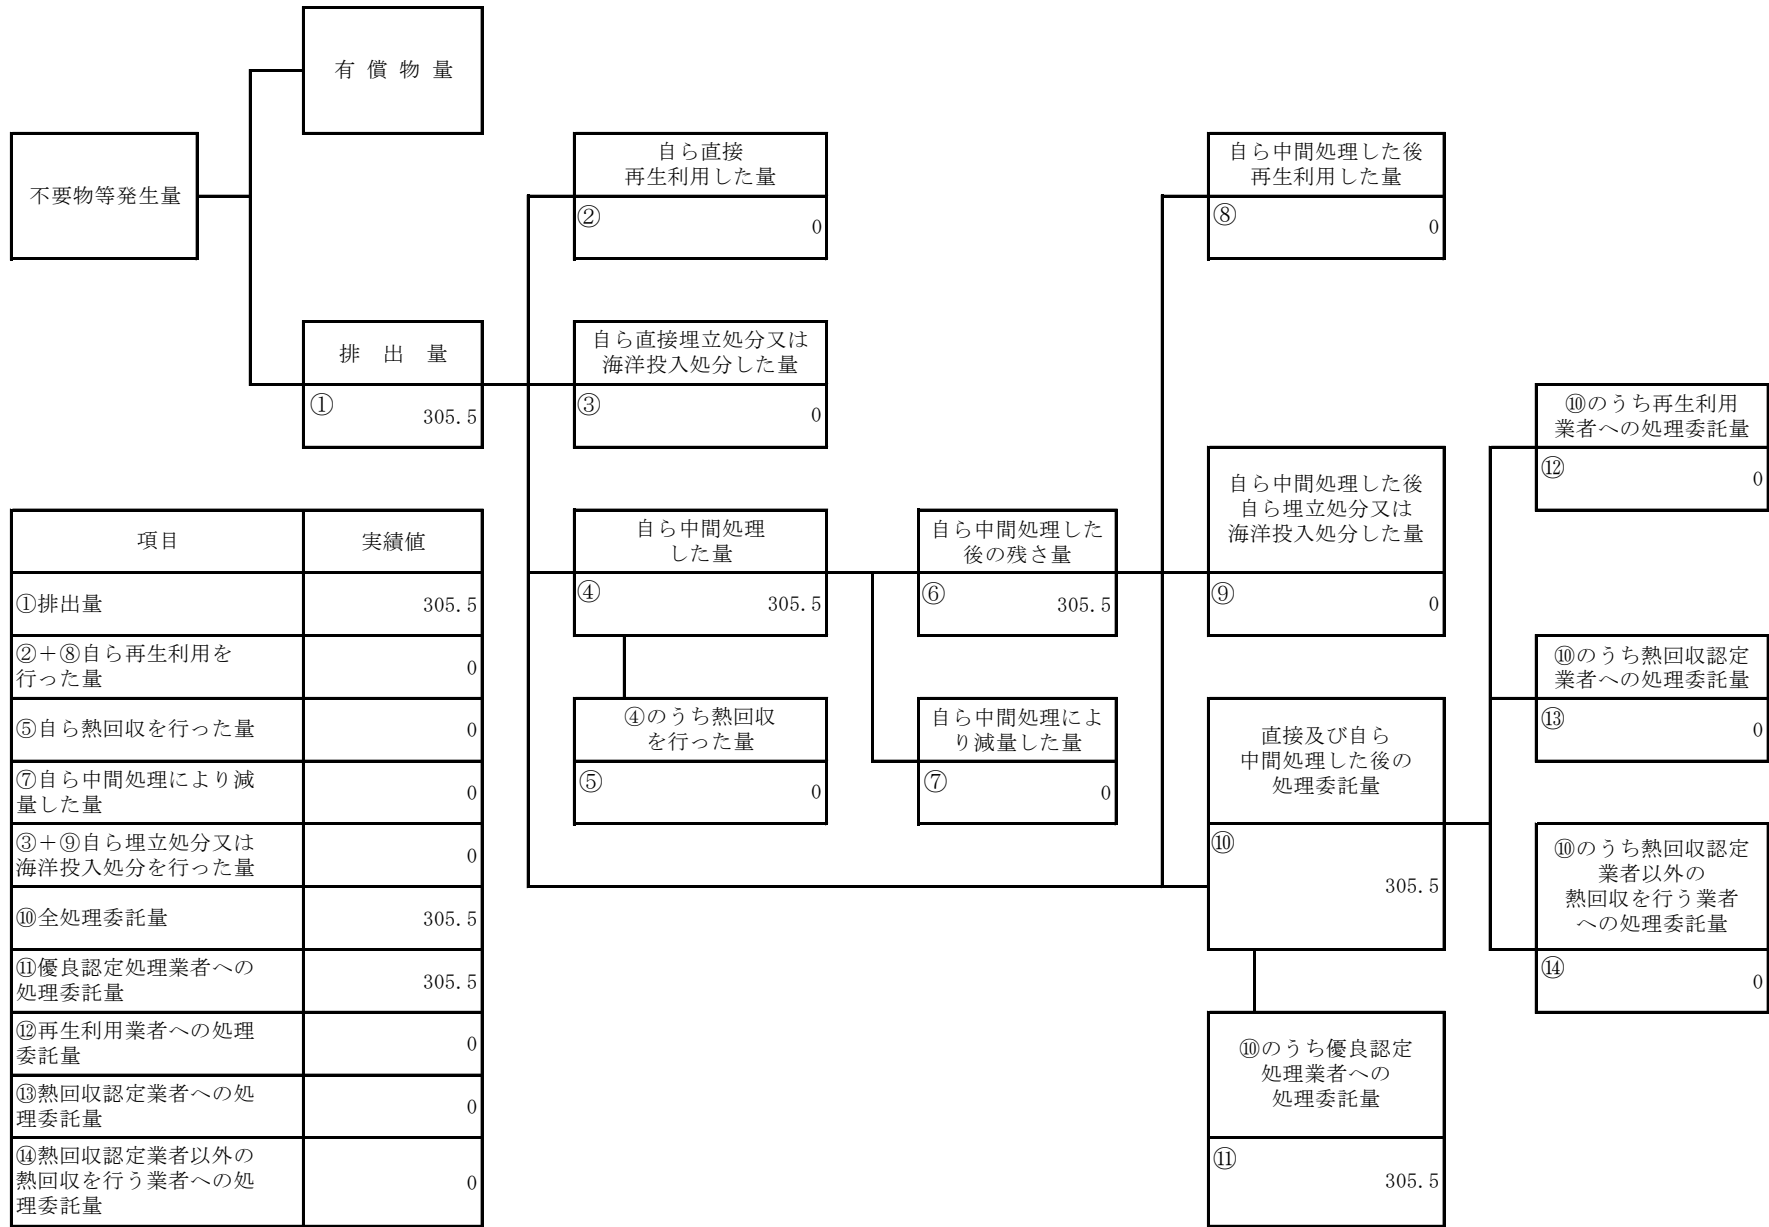 有 償 物 量
不要物等発生量
自ら直接
再生利用した量
②
0
自ら中間処理した後
再生利用した量
⑧
0
排 出 量
①
305.5
自ら直接埋立処分又は
海洋投入処分した量
③
0
⑩のうち再生利用
業者への処理委託量
⑫
0
自ら中間処理
した量
④
305.5
自ら中間処理した
後の残さ量
⑥
305.5
自ら中間処理した後
自ら埋立処分又は
海洋投入処分した量
⑨
0
⑩のうち熱回収認定
業者への処理委託量
⑬
0
④のうち熱回収
を行った量
⑤
0
自ら中間処理によ
り減量した量
⑦
0
直接及び自ら
中間処理した後の
処理委託量
⑩
305.5
⑩のうち熱回収認定
業者以外の
熱回収を行う業者
への処理委託量
⑭
0
⑩のうち優良認定
処理業者への
処理委託量
⑪
305.5
項目 実績値
①排出量 305.5
②＋⑧自ら再生利用を
行った量 0
⑤自ら熱回収を行った量 0
⑦自ら中間処理により減
量した量 0
③＋⑨自ら埋立処分又は
海洋投入処分を行った量 0
⑩全処理委託量 305.5
⑪優良認定処理業者への
処理委託量 305.5
⑫再生利用業者への処理
委託量 0
⑬熱回収認定業者への処
理委託量 0
⑭熱回収認定業者以外の
熱回収を行う業者への処
理委託量 0